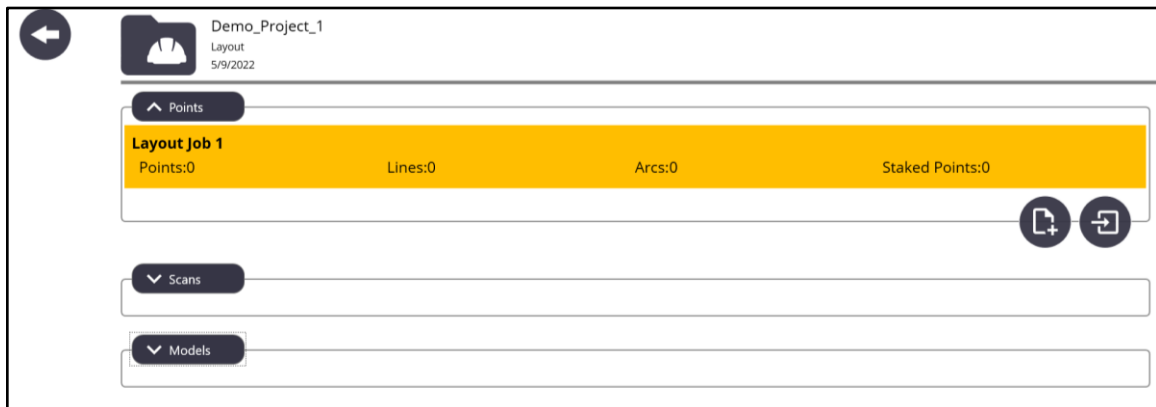 Demo_Project_1
Layout
5/9/2022
Points
Layout Job 1
Points:0 Lines:0 Arcs:0 Staked Points:0
Scans
Models